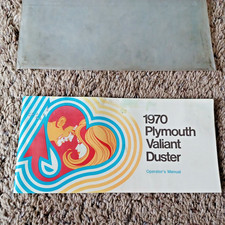 1970
Plymouth
Valiant
Duster
Operator's Manual